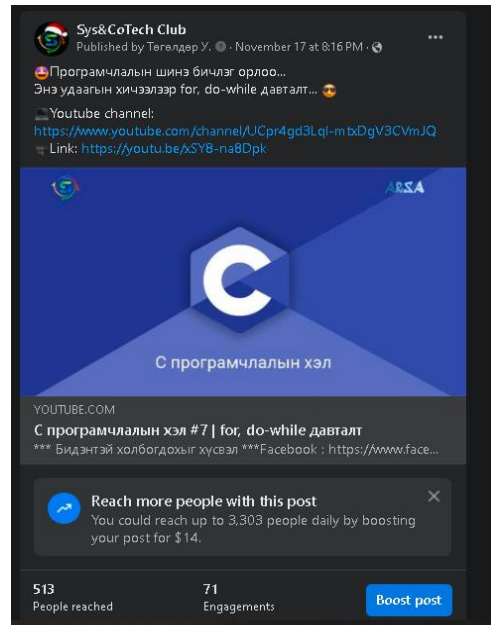 Sys&CoTech Club
Published by Төгөлдөр У. · November 17 at 8:16 PM ·
Програмчлалын шинэ бичлэг орлоо...
Энэ удаагын хичээлээр for, do-while давталт...
Youtube channel:
https://www.youtube.com/channel/UCpr4gd3Lql-mtxDgV3CVmJQ
Link: https://youtu.be/xSY8-na8Dpk
ARSA
C
С програмчлалын хэл
YOUTUBE.COM
С програмчлалын хэл #7 | for, do-while давталт
*** Бидэнтэй холбогдохыг хүсвэл ***Facebook : https://www.face...
Reach more people with this post
You could reach up to 3,303 people daily by boosting
your post for $14.
513
People reached
71
Engagements
Boost post